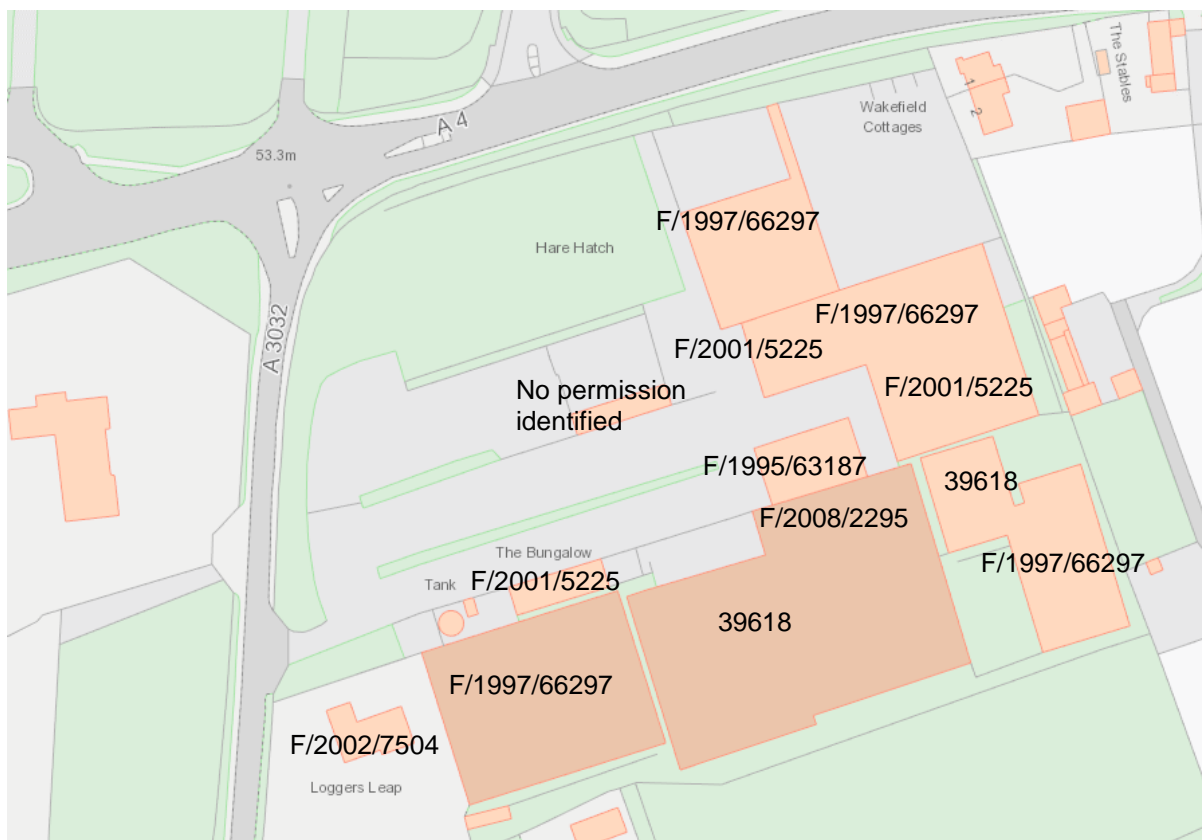 The Stables
1
2
Wakefield
Cottages
A 4
53.3m
F/1997/66297
Hare Hatch
F/1997/66297
A 3032
F/2001/5225
No permission
identified
F/2001/5225
F/1995/63187
39618
F/2008/2295
The Bungalow
F/1997/66297
Tank
F/2001/5225
39618
F/1997/66297
F/2002/7504
Loggers Leap